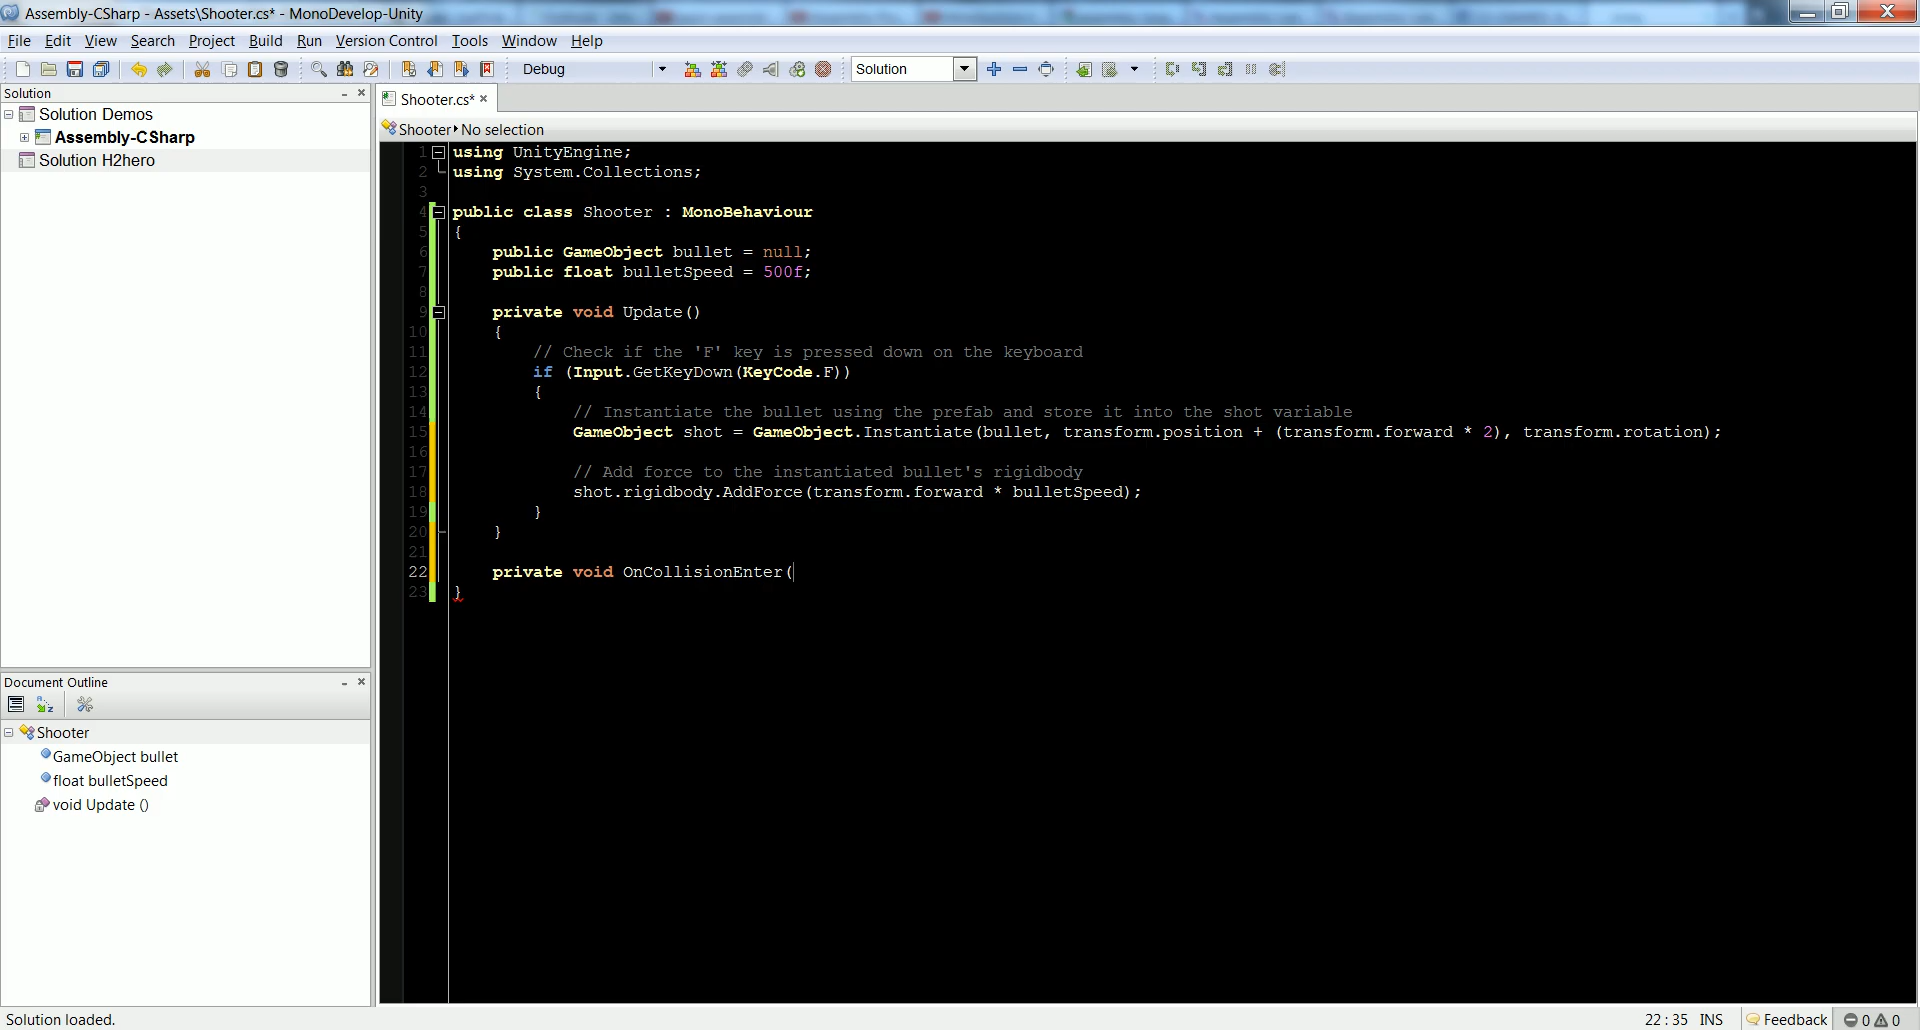 Assembly-CSharp - Assets\Shooter.cs* - MonoDevelop-Unity
File Edit View Search Project Build Run Version Control Tools Window Help
Debug Solution
Solution
Solution Demos
Assembly-CSharp
Solution H2hero
Shooter.cs*
Shooter No selection
1 using UnityEngine;
2 using System.Collections;
3
4 public class Shooter : MonoBehaviour
5 {
6 public GameObject bullet = null;
7 public float bulletSpeed = 500f;
8
9 private void Update()
10 {
11 // Check if the 'F' key is pressed down on the keyboard
12 if (Input.GetKeyDown(KeyCode.F))
13 {
14 // Instantiate the bullet using the prefab and store it into the shot variable
15 GameObject shot = GameObject.Instantiate(bullet, transform.position + (transform.forward * 2), transform.rotation);
16
17 // Add force to the instantiated bullet's rigidbody
18 shot.rigidbody.AddForce(transform.forward * bulletSpeed);
19 }
20 }
21
22 private void OnCollisionEnter(
23 }
Document Outline
Shooter
GameObject bullet
float bulletSpeed
void Update ()
Solution loaded.
22 : 35 INS Feedback 0 0